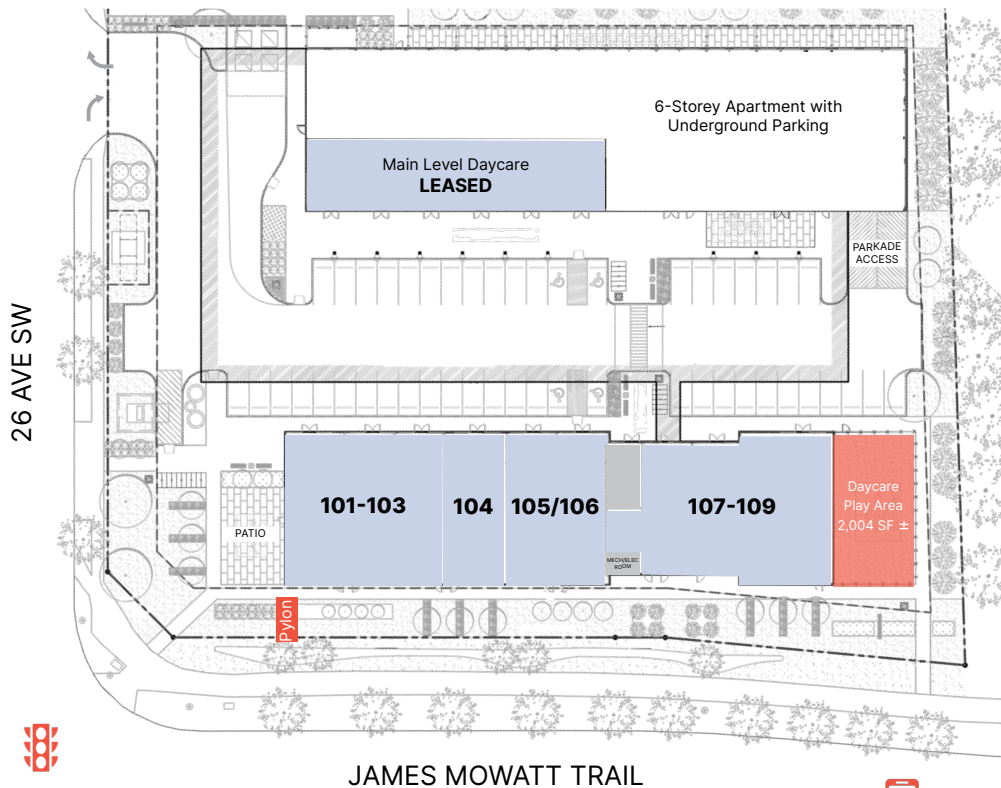 6-Storey Apartment with
Underground Parking
Main Level Daycare
LEASED
PARKADE
ACCESS
26 AVE SW
101-103
104
105/106
107-109
Daycare
Play Area
2,004 SF ±
PATIO
MECH/ELEC
ROOM
Pylon
JAMES MOWATT TRAIL